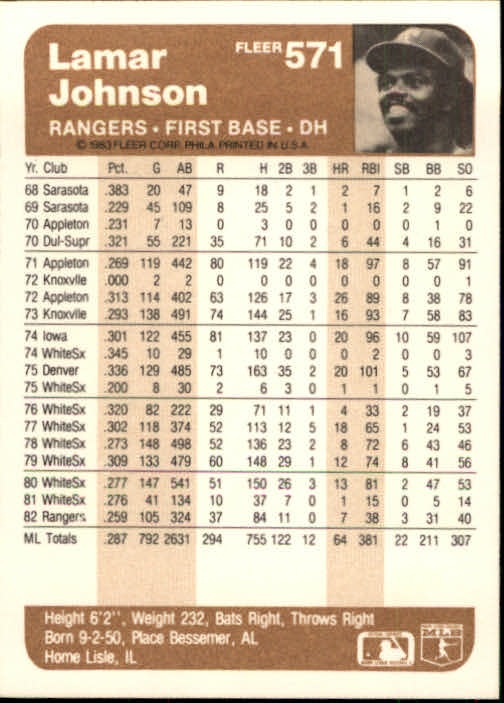 Lamar
Johnson
FLEER 571
RANGERS • FIRST BASE • DH
© 1983 FLEER CORP. PHILA. PRINTED IN U.S.A.
Yr. Club Pct. G AB R H 2B 3B HR RBI SB BB SO
68 Sarasota .383 20 47 9 18 2 1 2 7 1 2 6
69 Sarasota .229 45 109 8 25 5 2 1 16 2 9 22
70 Appleton .231 7 13 0 3 0 0 0 0 0 1 0
70 Dul-Supr .321 55 221 35 71 10 2 6 44 4 16 31
71 Appleton .269 119 442 80 119 22 4 18 97 8 57 91
72 Knoxvlle .000 2 2 0 0 0 0 0 0 0 0 1
72 Appleton .313 114 402 63 126 17 3 26 89 8 38 78
73 Knoxvlle .293 138 491 74 144 25 1 16 93 7 58 83
74 Iowa .301 122 455 81 137 23 0 20 96 10 59 107
74 WhiteSx .345 10 29 1 10 0 0 0 2 0 0 3
75 Denver .336 129 485 73 163 35 2 20 101 5 53 67
75 WhiteSx .200 8 30 2 6 3 0 1 1 0 1 5
76 WhiteSx .320 82 222 29 71 11 1 4 33 2 19 37
77 WhiteSx .302 118 374 52 113 12 5 18 65 1 24 53
78 WhiteSx .273 148 498 52 136 23 2 8 72 6 43 46
79 WhiteSx .309 133 479 60 148 29 1 12 74 8 41 56
80 WhiteSx .277 147 541 51 150 26 3 13 81 2 47 53
81 WhiteSx .276 41 134 10 37 7 0 1 15 0 5 14
82 Rangers .259 105 324 37 84 11 0 7 38 3 31 40
ML Totals .287 792 2631 294 755 122 12 64 381 22 211 307
Height 6'2", Weight 232, Bats Right, Throws Right
Born 9-2-50, Place Bessemer, AL
Home Lisle, IL